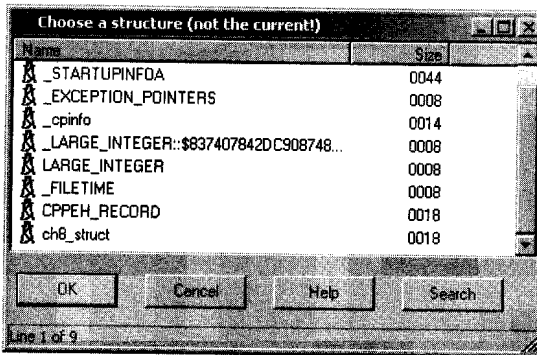 Choose a structure (not the current!)
Name Size
_STARTUPINFOA 0044
_EXCEPTION_POINTERS 0008
_cpinfo 0014
_LARGE_INTEGER::$837407842DC908748... 0008
LARGE_INTEGER 0008
_FILETIME 0008
CPPEH_RECORD 0018
ch8_struct 0018
OK Cancel Help Search
Line 1 of 9